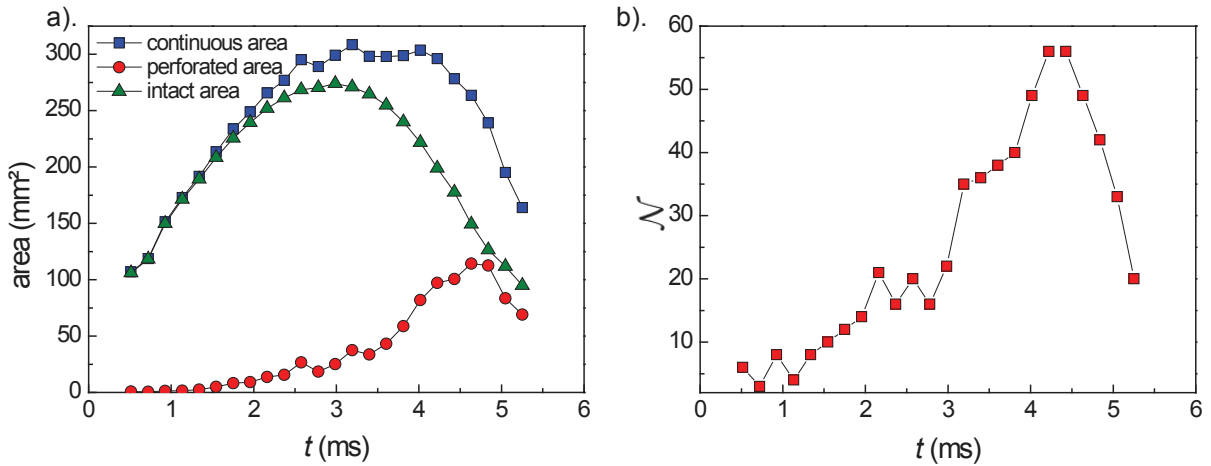 a).
continuous area
perforated area
intact area
300
250
200
150
100
50
0
area (mm²)
0 1 2 3 4 5 6
t (ms)
b).
60
50
40
30
20
10
𝒩
0 1 2 3 4 5 6
t (ms)